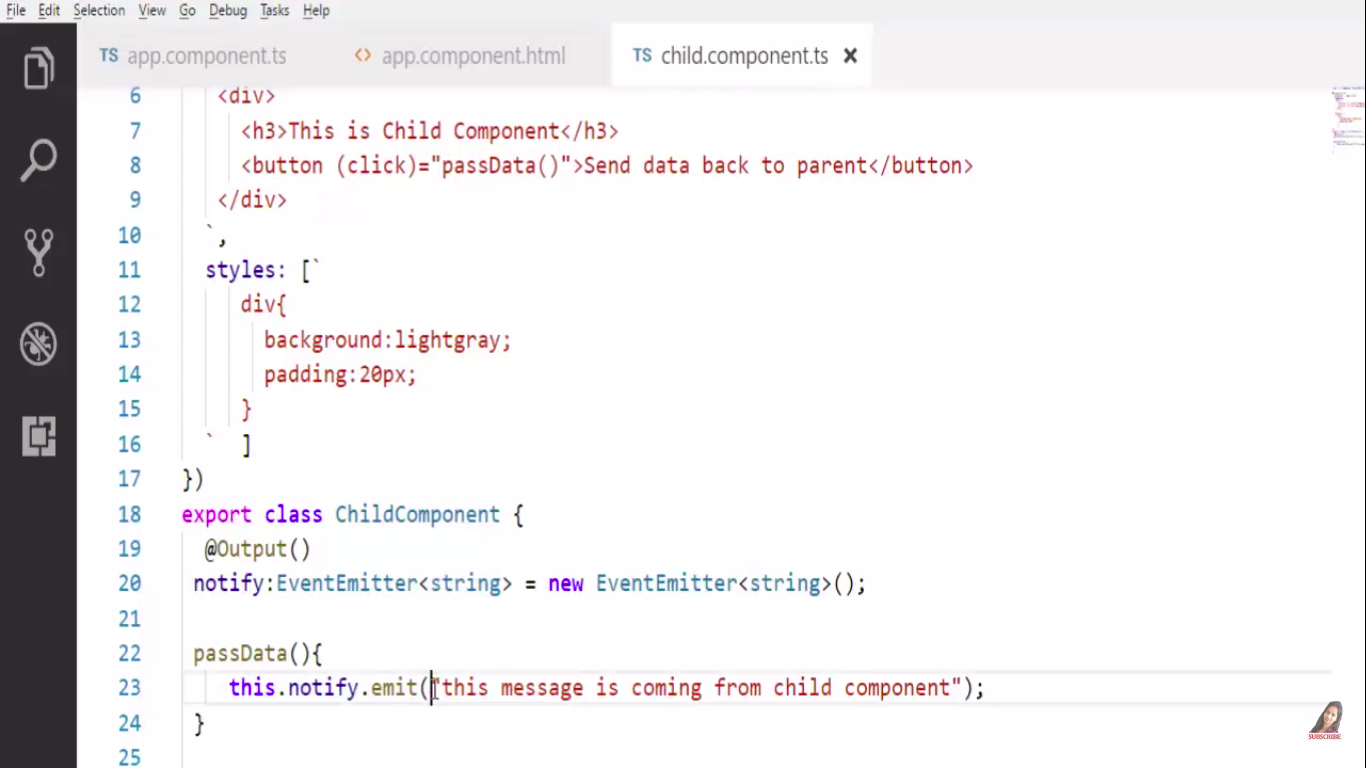 File Edit Selection View Go Debug Tasks Help
TS app.component.ts <> app.component.html TS child.component.ts ×
6 <div>
7 <h3>This is Child Component</h3>
8 <button (click)="passData()">Send data back to parent</button>
9 </div>
10 `,
11 styles: [`
12 div{
13 background:lightgray;
14 padding:20px;
15 }
16 ` ]
17 })
18 export class ChildComponent {
19 @Output()
20 notify:EventEmitter<string> = new EventEmitter<string>();
21
22 passData(){
23 this.notify.emit("this message is coming from child component");
24 }
25
SUBSCRIBE